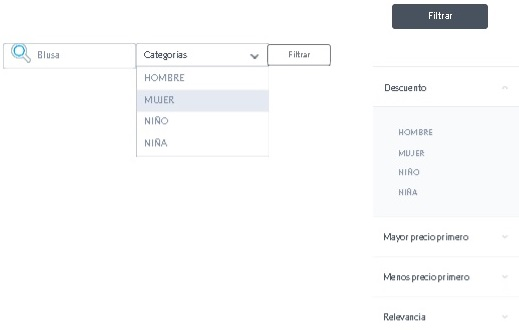 Blusa
Categorias
Filtrar
HOMBRE
MUJER
NIÑO
NIÑA
Filtrar
Descuento
HOMBRE
MUJER
NIÑO
NIÑA
Mayor precio primero
Menos precio primero
Relevancia